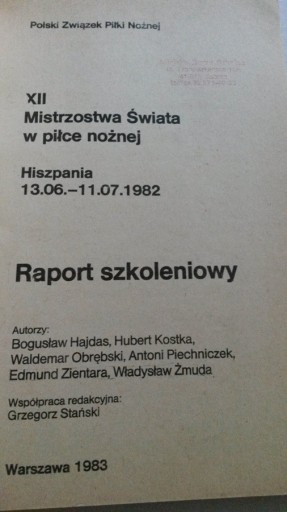 Polski Związek Piłki Nożnej
XII
Mistrzostwa Świata
w piłce nożnej
Hiszpania
13.06.–11.07.1982
Raport szkoleniowy
Autorzy:
Bogusław Hajdas, Hubert Kostka,
Waldemar Obrębski, Antoni Piechniczek,
Edmund Zientara, Władysław Żmuda
Współpraca redakcyjna:
Grzegorz Stański
Warszawa 1983